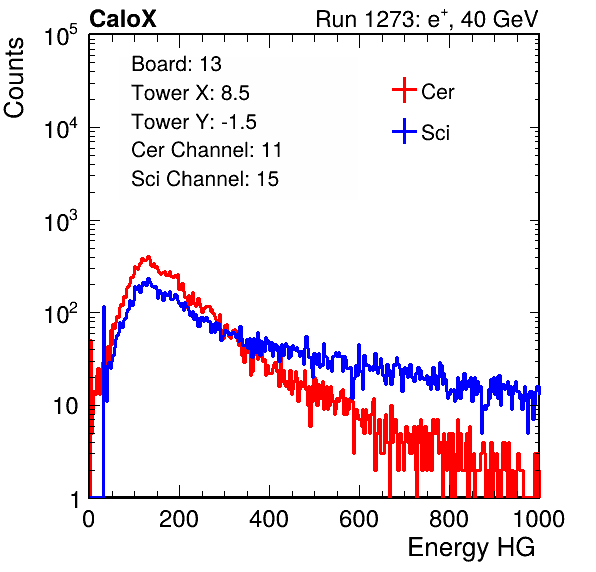 CaloX Run 1273: e⁺, 40 GeV
Counts
10⁵
10⁴
10³
10²
10
1
Board: 13
Tower X: 8.5
Tower Y: -1.5
Cer Channel: 11
Sci Channel: 15
Cer
Sci
0 200 400 600 800 1000
Energy HG